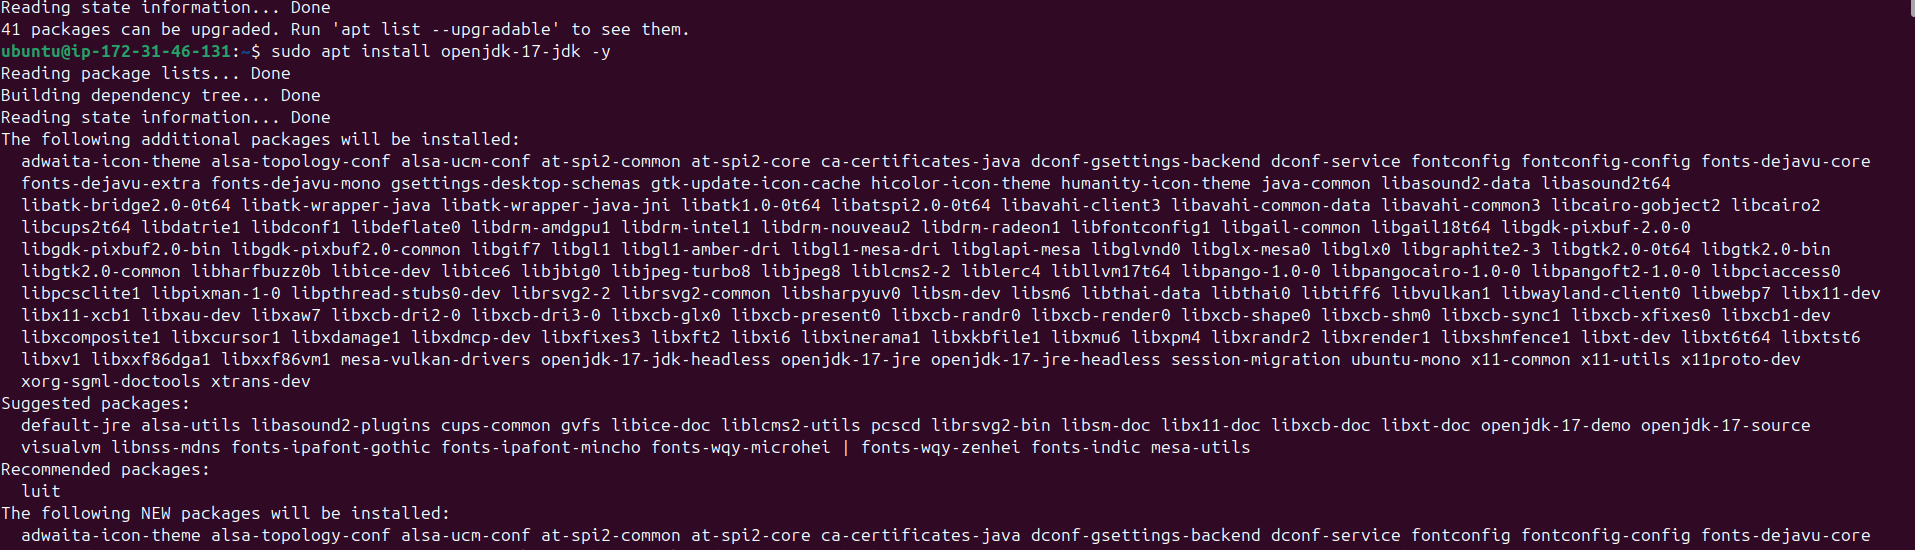 Reading state information... Done
41 packages can be upgraded. Run 'apt list --upgradable' to see them.
ubuntu@ip-172-31-46-131:~$ sudo apt install openjdk-17-jdk -y
Reading package lists... Done
Building dependency tree... Done
Reading state information... Done
The following additional packages will be installed:
  adwaita-icon-theme alsa-topology-conf alsa-ucm-conf at-spi2-common at-spi2-core ca-certificates-java dconf-gsettings-backend dconf-service fontconfig fontconfig-config fonts-dejavu-core
  fonts-dejavu-extra fonts-dejavu-mono gsettings-desktop-schemas gtk-update-icon-cache hicolor-icon-theme humanity-icon-theme java-common libasound2-data libasound2t64
  libatk-bridge2.0-0t64 libatk-wrapper-java libatk-wrapper-java-jni libatk1.0-0t64 libatspi2.0-0t64 libavahi-client3 libavahi-common-data libavahi-common3 libcairo-gobject2 libcairo2
  libcups2t64 libdatrie1 libdconf1 libdeflate0 libdrm-amdgpu1 libdrm-intel1 libdrm-nouveau2 libdrm-radeon1 libfontconfig1 libgail-common libgail18t64 libgdk-pixbuf-2.0-0
  libgdk-pixbuf2.0-bin libgdk-pixbuf2.0-common libgif7 libgl1 libgl1-amber-dri libgl1-mesa-dri libglapi-mesa libglvnd0 libglx-mesa0 libglx0 libgraphite2-3 libgtk2.0-0t64 libgtk2.0-bin
  libgtk2.0-common libharfbuzz0b libice-dev libice6 libjbig0 libjpeg-turbo8 libjpeg8 liblcms2-2 liblerc4 libllvm17t64 libpango-1.0-0 libpangocairo-1.0-0 libpangoft2-1.0-0 libpciaccess0
  libpcsclite1 libpixman-1-0 libpthread-stubs0-dev librsvg2-2 librsvg2-common libsharpyuv0 libsm-dev libsm6 libthai-data libthai0 libtiff6 libvulkan1 libwayland-client0 libwebp7 libx11-dev
  libx11-xcb1 libxau-dev libxaw7 libxcb-dri2-0 libxcb-dri3-0 libxcb-glx0 libxcb-present0 libxcb-randr0 libxcb-render0 libxcb-shape0 libxcb-shm0 libxcb-sync1 libxcb-xfixes0 libxcb1-dev
  libxcomposite1 libxcursor1 libxdamage1 libxdmcp-dev libxfixes3 libxft2 libxi6 libxinerama1 libxkbfile1 libxmu6 libxpm4 libxrandr2 libxrender1 libxshmfence1 libxt-dev libxt6t64 libxtst6
  libxv1 libxxf86dga1 libxxf86vm1 mesa-vulkan-drivers openjdk-17-jdk-headless openjdk-17-jre openjdk-17-jre-headless session-migration ubuntu-mono x11-common x11-utils x11proto-dev
  xorg-sgml-doctools xtrans-dev
Suggested packages:
  default-jre alsa-utils libasound2-plugins cups-common gvfs libice-doc liblcms2-utils pcscd librsvg2-bin libsm-doc libx11-doc libxcb-doc libxt-doc openjdk-17-demo openjdk-17-source
  visualvm libnss-mdns fonts-ipafont-gothic fonts-ipafont-mincho fonts-wqy-microhei | fonts-wqy-zenhei fonts-indic mesa-utils
Recommended packages:
  luit
The following NEW packages will be installed:
  adwaita-icon-theme alsa-topology-conf alsa-ucm-conf at-spi2-common at-spi2-core ca-certificates-java dconf-gsettings-backend dconf-service fontconfig fontconfig-config fonts-dejavu-core